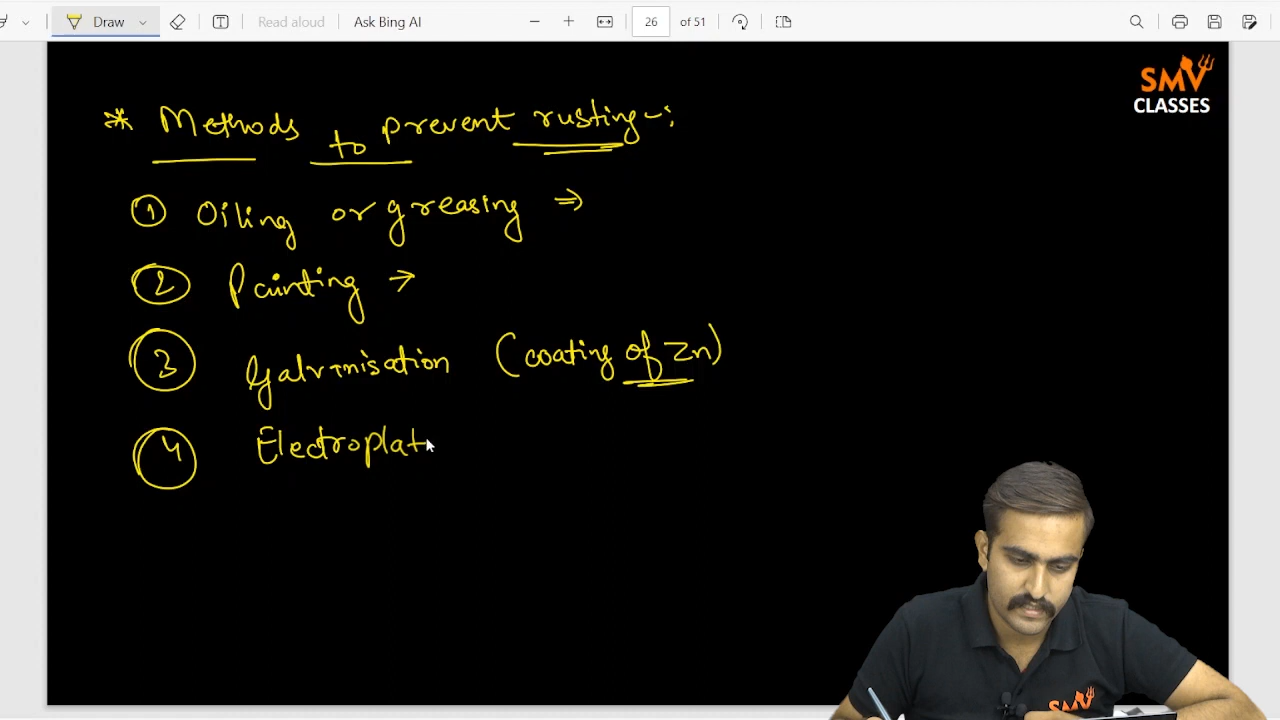 Draw
Read aloud
Ask Bing AI
26 of 51
SMV
CLASSES
* Methods to prevent rusting -:
1 Oiling or greasing ⇒
2 Painting →
3 Galvanisation (coating of Zn)
4 Electroplat
SMV